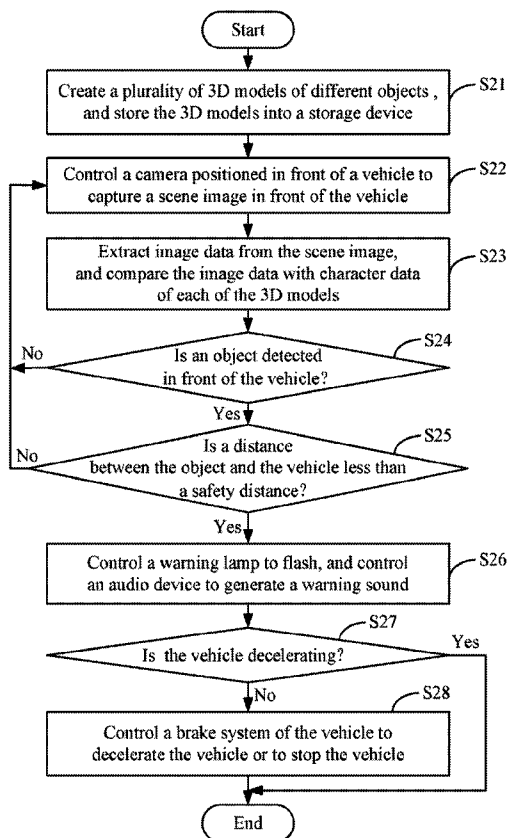 Start
Create a plurality of 3D models of different objects ,
and store the 3D models into a storage device
S21
Control a camera positioned in front of a vehicle to
capture a scene image in front of the vehicle
S22
Extract image data from the scene image,
and compare the image data with character data
of each of the 3D models
S23
Is an object detected
in front of the vehicle?
S24
No
Yes
Is a distance
between the object and the vehicle less than
a safety distance?
S25
No
Yes
Control a warning lamp to flash, and control
an audio device to generate a warning sound
S26
Is the vehicle decelerating?
S27
Yes
No
Control a brake system of the vehicle to
decelerate the vehicle or to stop the vehicle
S28
End